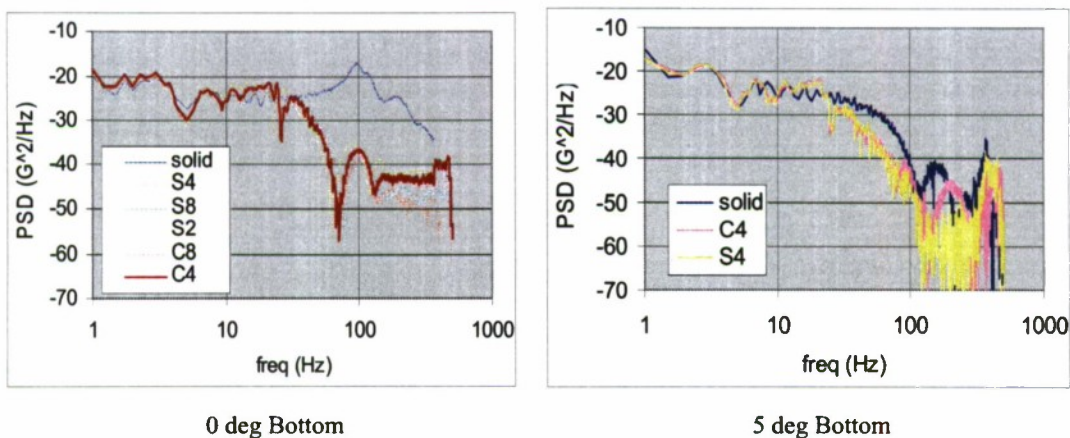 -10
-20
-30
-40
-50
-60
-70
PSD (G^2/Hz)
solid
S4
S8
S2
C8
C4
1 10 100 1000
freq (Hz)
0 deg Bottom
-10
-20
-30
-40
-50
-60
-70
PSD (G^2/Hz)
solid
C4
S4
1 10 100 1000
freq (Hz)
5 deg Bottom